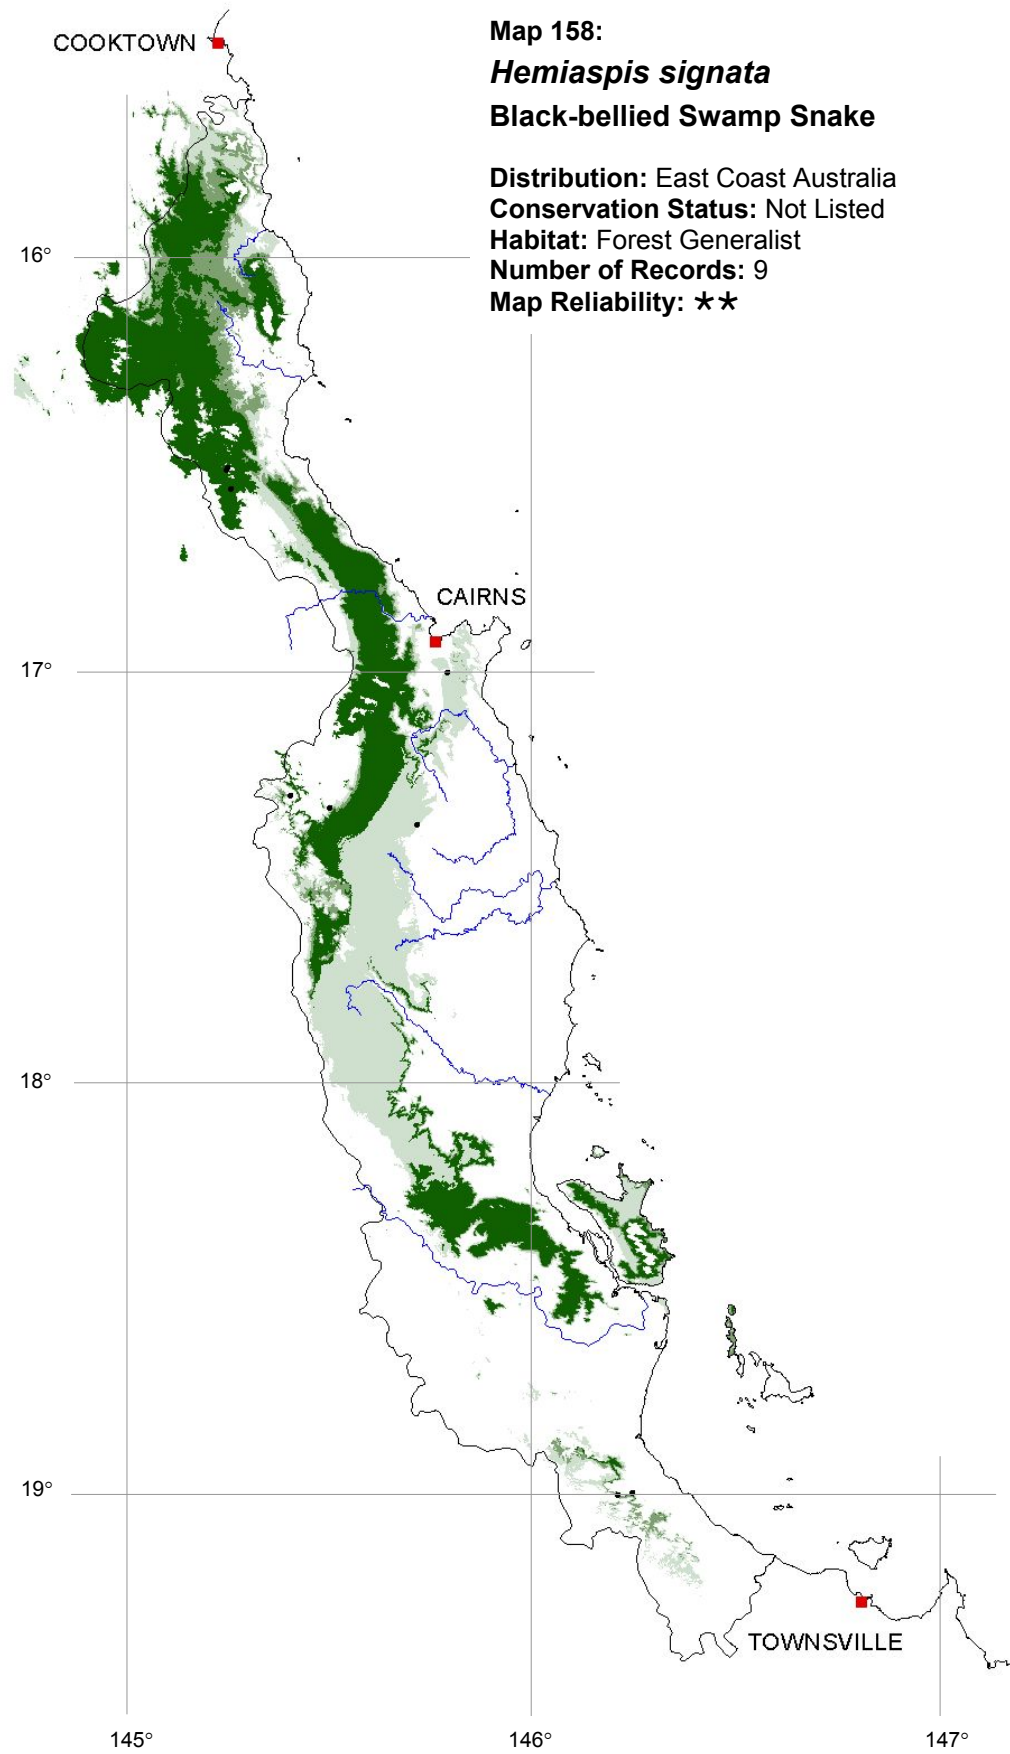 COOKTOWN
Map 158:
Hemiaspis signata
Black-bellied Swamp Snake
Distribution: East Coast Australia
Conservation Status: Not Listed
Habitat: Forest Generalist
Number of Records: 9
Map Reliability: **
16°
CAIRNS
17°
18°
19°
TOWNSVILLE
145°
146°
147°